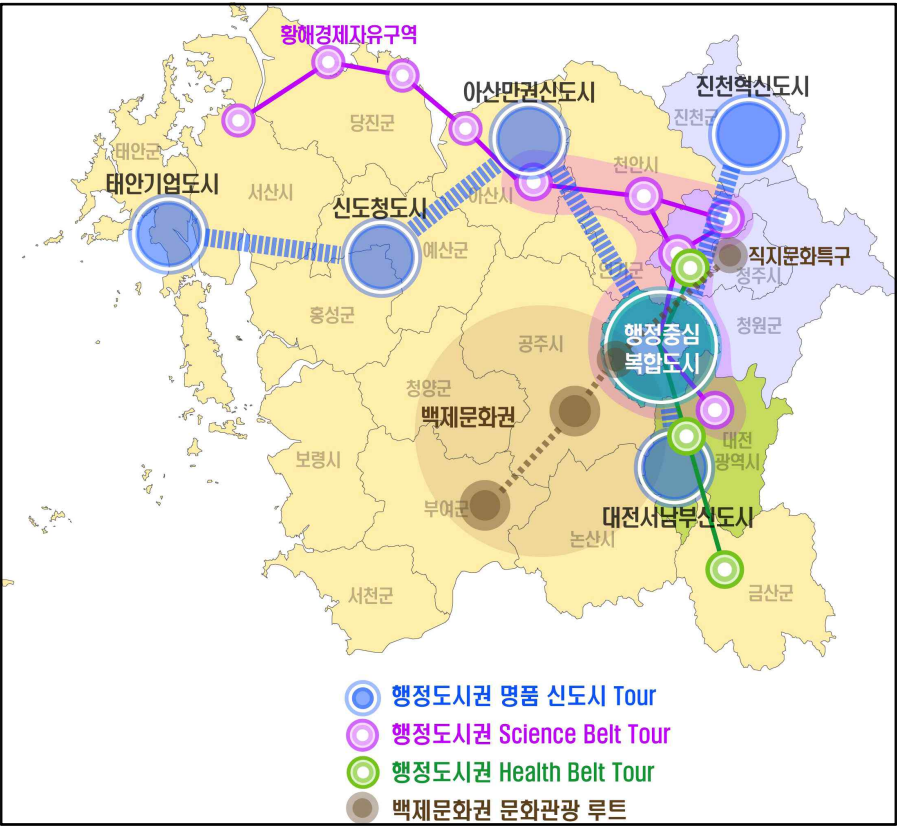 황해경제자유구역
아산만권신도시
진천혁신도시
진천군
당진군
태안군
천안시
태안기업도시
서산시
아산시
신도청도시
예산군
연기군
직지문화특구
청주시
홍성군
청원군
행정중심
복합도시
공주시
청양군
백제문화권
대전
광역시
보령시
부여군
대전서남부신도시
논산시
서천군
금산군
행정도시권 명품 신도시 Tour
행정도시권 Science Belt Tour
행정도시권 Health Belt Tour
백제문화권 문화관광 루트